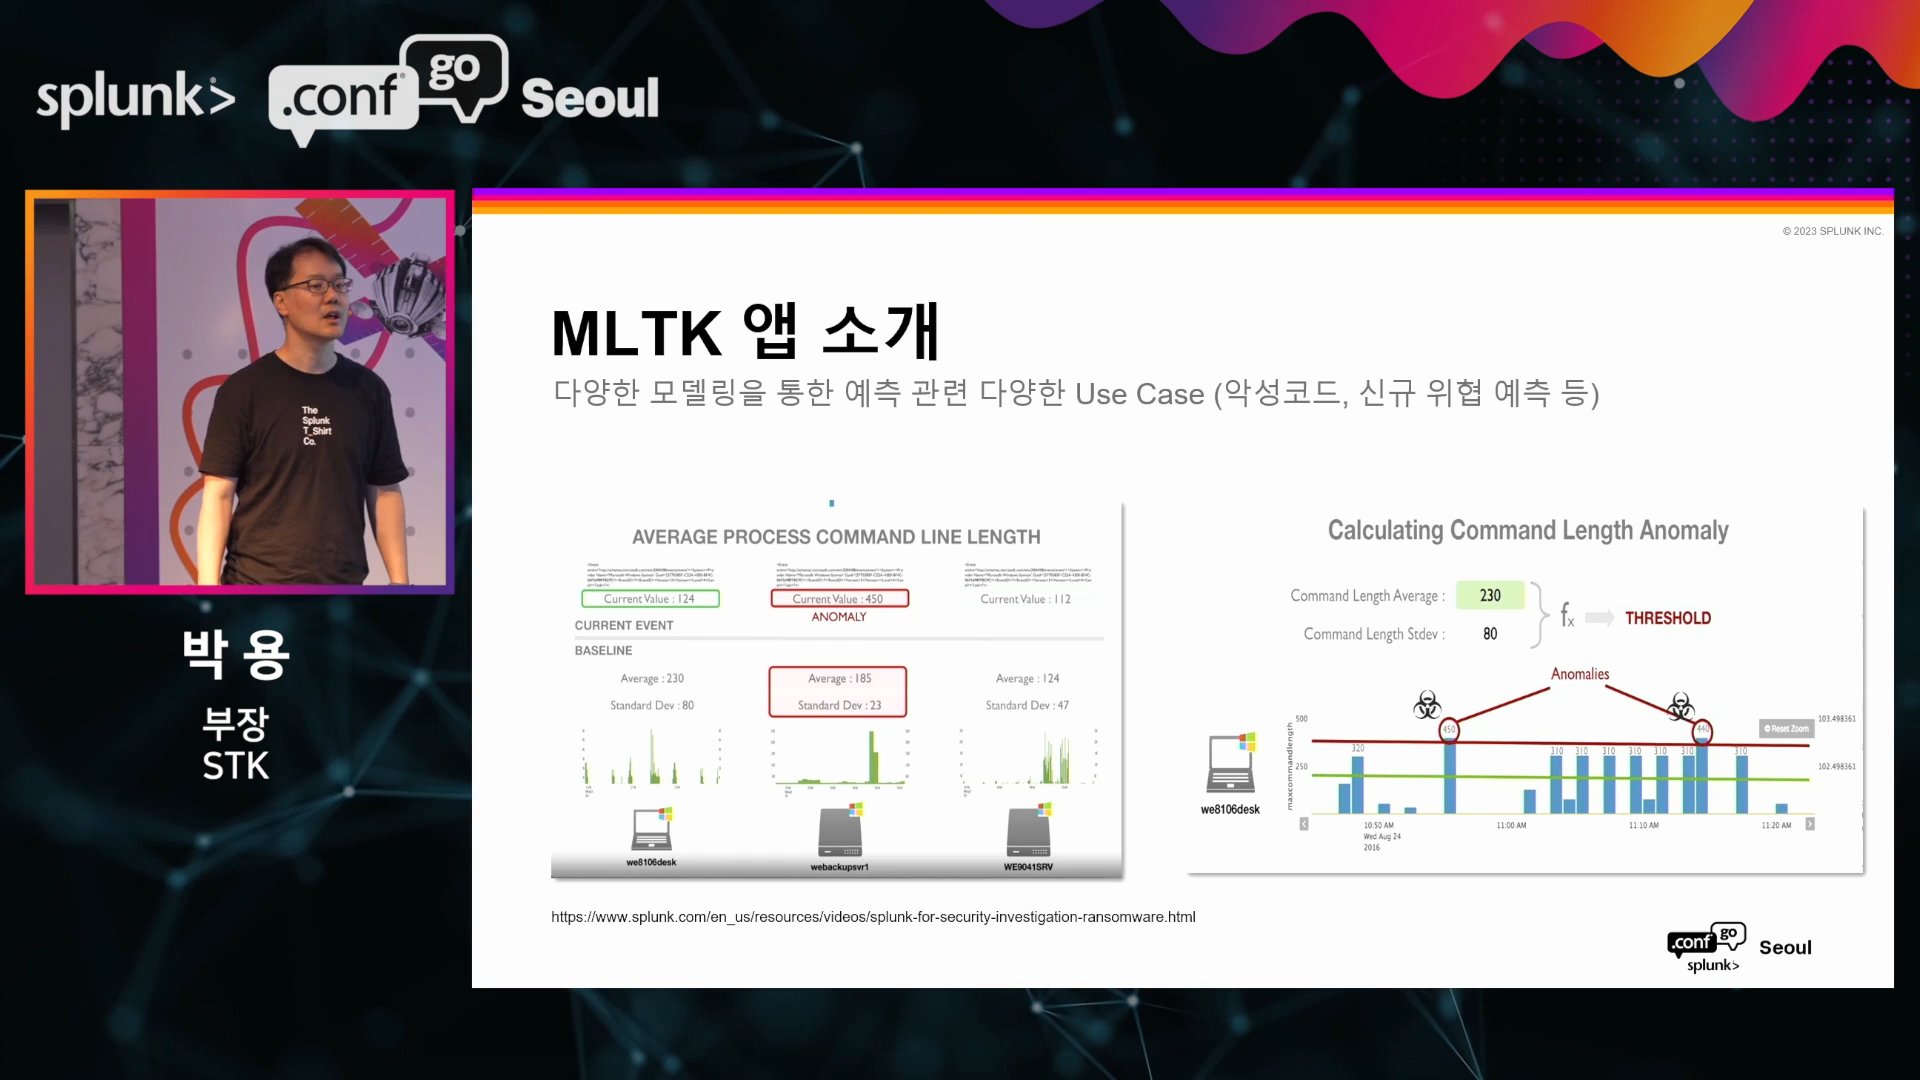 splunk>
.conf
go
Seoul
The
Splunk
T_Shirt
Co.
박 용
부장
STK
© 2023 SPLUNK INC.
MLTK 앱 소개
다양한 모델링을 통한 예측 관련 다양한 Use Case (악성코드, 신규 위협 예측 등)
AVERAGE PROCESS COMMAND LINE LENGTH
Current Value : 124
Current Value : 450
Current Value : 112
ANOMALY
CURRENT EVENT
BASELINE
Average : 230
Average : 185
Average : 124
Standard Dev : 80
Standard Dev : 23
Standard Dev : 47
we8106desk
webackupsvr1
WE9041SRV
Calculating Command Length Anomaly
Command Length Average :
230
Command Length Stdev :
80
fx
THRESHOLD
Anomalies
we8106desk
maxcommandlength
500
250
320
450
310
310
310
310
310
310
440
310
Reset Zoom
103.498361
102.498361
10:50 AM
Wed Aug 24
2016
11:00 AM
11:10 AM
11:20 AM
https://www.splunk.com/en_us/resources/videos/splunk-for-security-investigation-ransomware.html
.conf
go
splunk>
Seoul